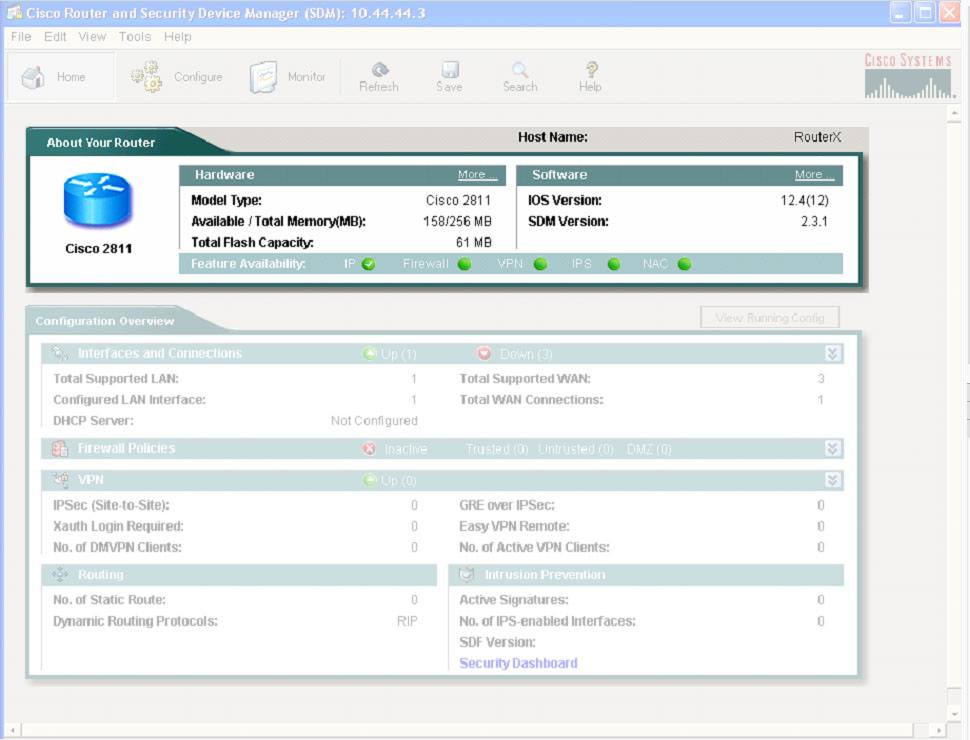 Cisco Router and Security Device Manager (SDM): 10.44.44.3
File Edit View Tools Help
Home Configure Monitor Refresh Save Search Help
CISCO SYSTEMS
About Your Router
Host Name: RouterX
Cisco 2811
Hardware More ...
Model Type: Cisco 2811
Available / Total Memory(MB): 158/256 MB
Total Flash Capacity: 61 MB
Software More ...
IOS Version: 12.4(12)
SDM Version: 2.3.1
Feature Availability: IP Firewall VPN IPS NAC
Configuration Overview
View Running Config
Interfaces and Connections Up (1) Down (3)
Total Supported LAN: 1 Total Supported WAN: 3
Configured LAN Interface: 1 Total WAN Connections: 1
DHCP Server: Not Configured
Firewall Policies Inactive Trusted (0) Untrusted (0) DMZ (0)
VPN Up (0)
IPSec (Site-to-Site): 0 GRE over IPSec: 0
Xauth Login Required: 0 Easy VPN Remote: 0
No. of DMVPN Clients: 0 No. of Active VPN Clients: 0
Routing
No. of Static Route: 0
Dynamic Routing Protocols: RIP
Intrusion Prevention
Active Signatures: 0
No. of IPS-enabled Interfaces: 0
SDF Version:
Security Dashboard